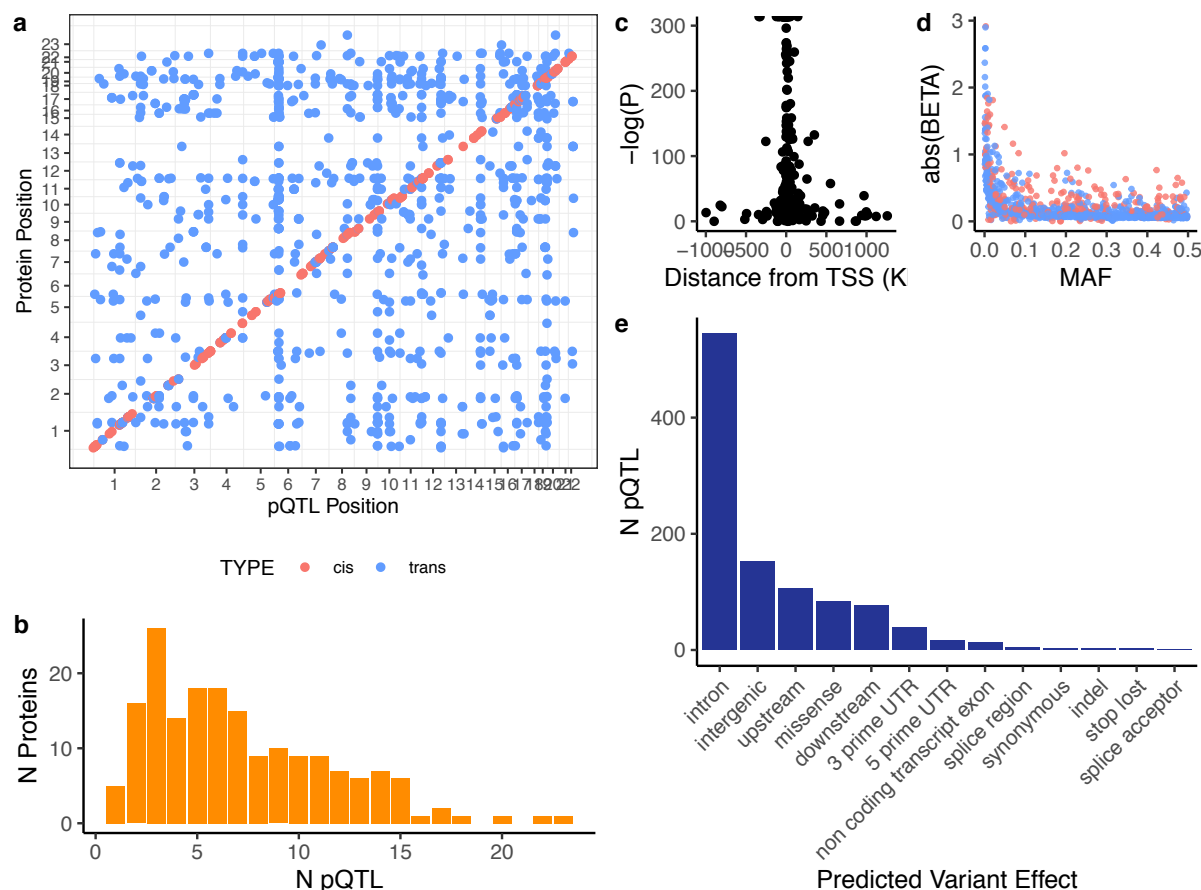 a
Protein Position
23
22
21
20
19
18
17
16
15
14
13
12
11
10
9
8
7
6
5
4
3
2
1
1 2 3 4 5 6 7 8 9 10 11 12 13 14 15 16 17 18 19 20 21 22
pQTL Position
TYPE cis trans
b
N Proteins
20
10
0
0 5 10 15 20
N pQTL
c
−log(P)
300
200
100
0
−1000 −500 0 500 1000
Distance from TSS (K
d
abs(BETA)
3
2
1
0
0.0 0.1 0.2 0.3 0.4 0.5
MAF
e
N pQTL
400
200
0
intron
intergenic
upstream
missense
downstream
3 prime UTR
5 prime UTR
non coding transcript exon
splice region
synonymous
indel
stop lost
splice acceptor
Predicted Variant Effect